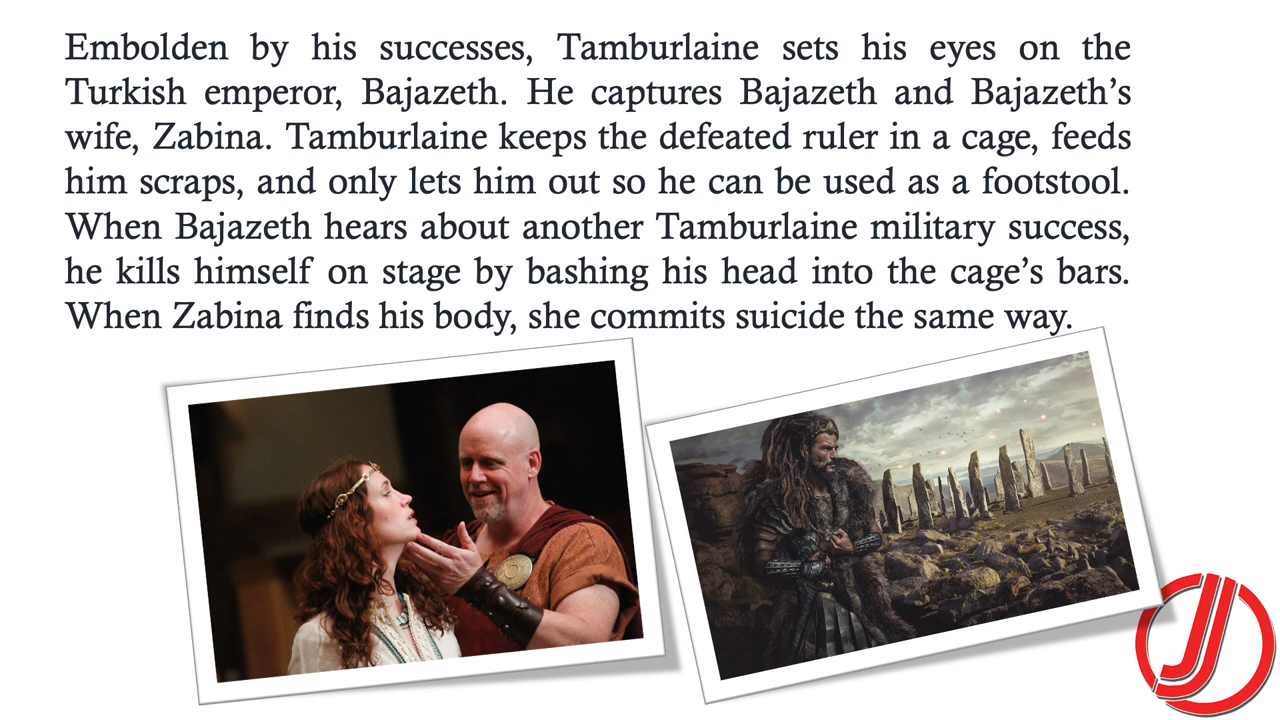 Embolden by his successes, Tamburlaine sets his eyes on the
Turkish emperor, Bajazeth. He captures Bajazeth and Bajazeth’s
wife, Zabina. Tamburlaine keeps the defeated ruler in a cage, feeds
him scraps, and only lets him out so he can be used as a footstool.
When Bajazeth hears about another Tamburlaine military success,
he kills himself on stage by bashing his head into the cage’s bars.
When Zabina finds his body, she commits suicide the same way.